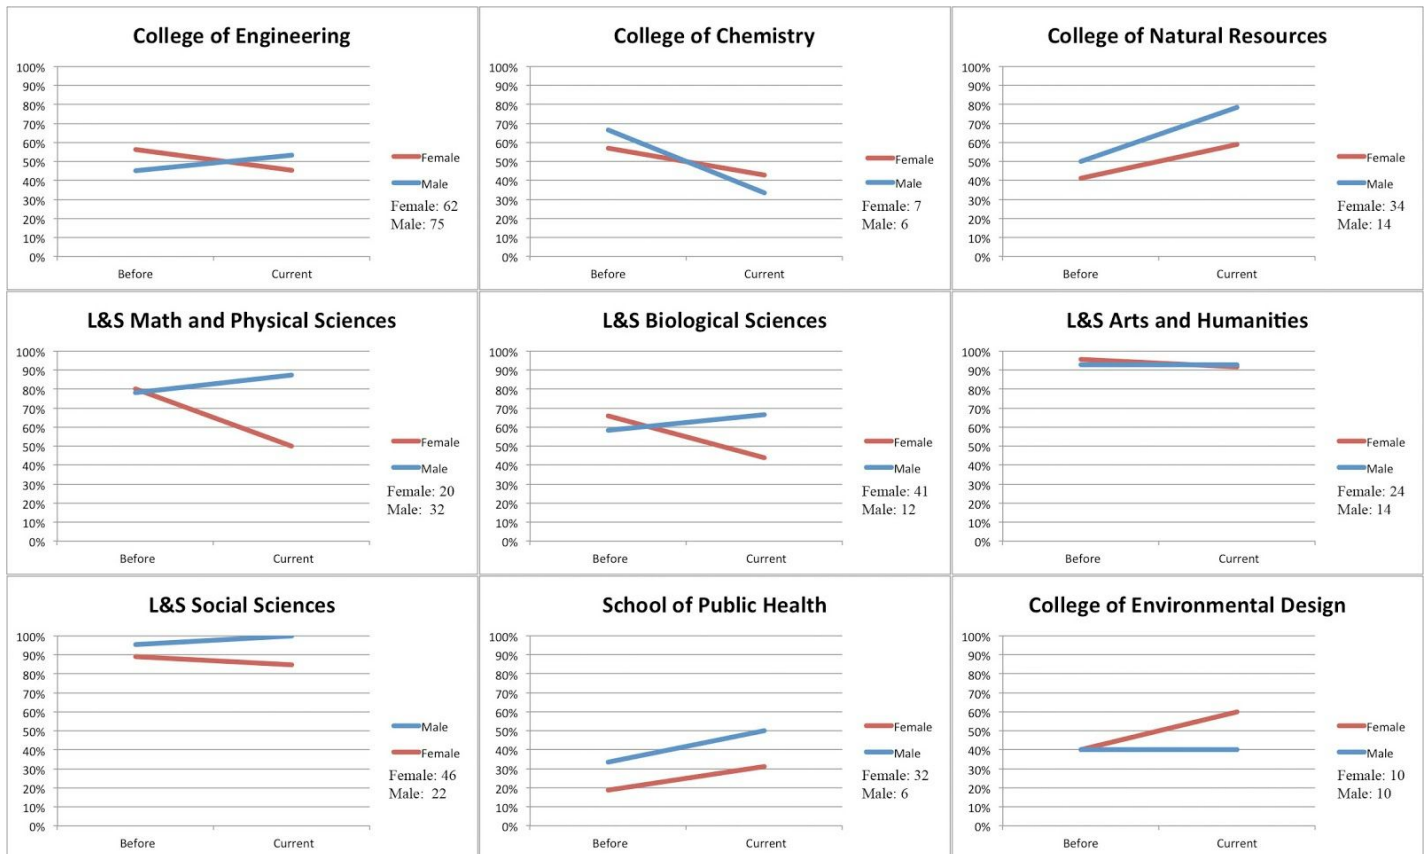 College of Engineering
100%
90%
80%
70%
60%
50%
40%
30%
20%
10%
0%
Before
Current
Female
Male
Female: 62
Male: 75
College of Chemistry
100%
90%
80%
70%
60%
50%
40%
30%
20%
10%
0%
Before
Current
Female
Male
Female: 7
Male: 6
College of Natural Resources
100%
90%
80%
70%
60%
50%
40%
30%
20%
10%
0%
Before
Current
Female
Male
Female: 34
Male: 14
L&S Math and Physical Sciences
100%
90%
80%
70%
60%
50%
40%
30%
20%
10%
0%
Before
Current
Female
Male
Female: 20
Male: 32
L&S Biological Sciences
100%
90%
80%
70%
60%
50%
40%
30%
20%
10%
0%
Before
Current
Female
Male
Female: 41
Male: 12
L&S Arts and Humanities
100%
90%
80%
70%
60%
50%
40%
30%
20%
10%
0%
Before
Current
Female
Male
Female: 24
Male: 14
L&S Social Sciences
100%
90%
80%
70%
60%
50%
40%
30%
20%
10%
0%
Before
Current
Male
Female
Female: 46
Male: 22
School of Public Health
100%
90%
80%
70%
60%
50%
40%
30%
20%
10%
0%
Before
Current
Female
Male
Female: 32
Male: 6
College of Environmental Design
100%
90%
80%
70%
60%
50%
40%
30%
20%
10%
0%
Before
Current
Female
Male
Female: 10
Male: 10